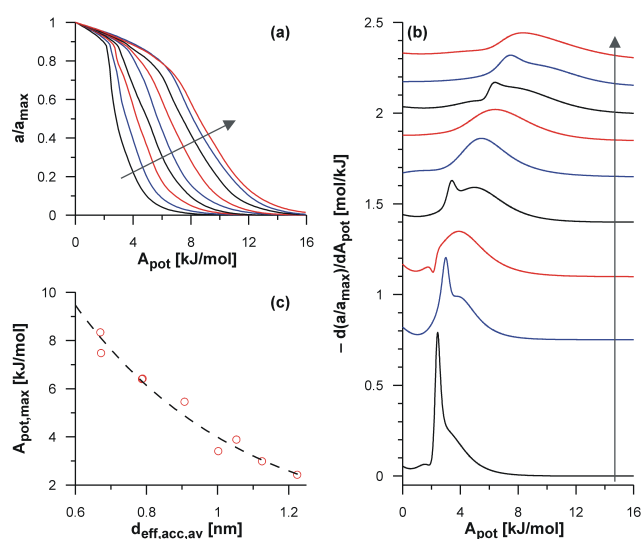 (a)
a/a_max
1
0.8
0.6
0.4
0.2
0
0 4 8 12 16
A_pot [kJ/mol]
(b)
− d(a/a_max)/dA_pot [mol/kJ]
2.5
2
1.5
1
0.5
0
0 4 8 12 16
A_pot [kJ/mol]
(c)
A_pot,max [kJ/mol]
10
8
6
4
2
0.6 0.8 1 1.2
d_eff,acc,av [nm]